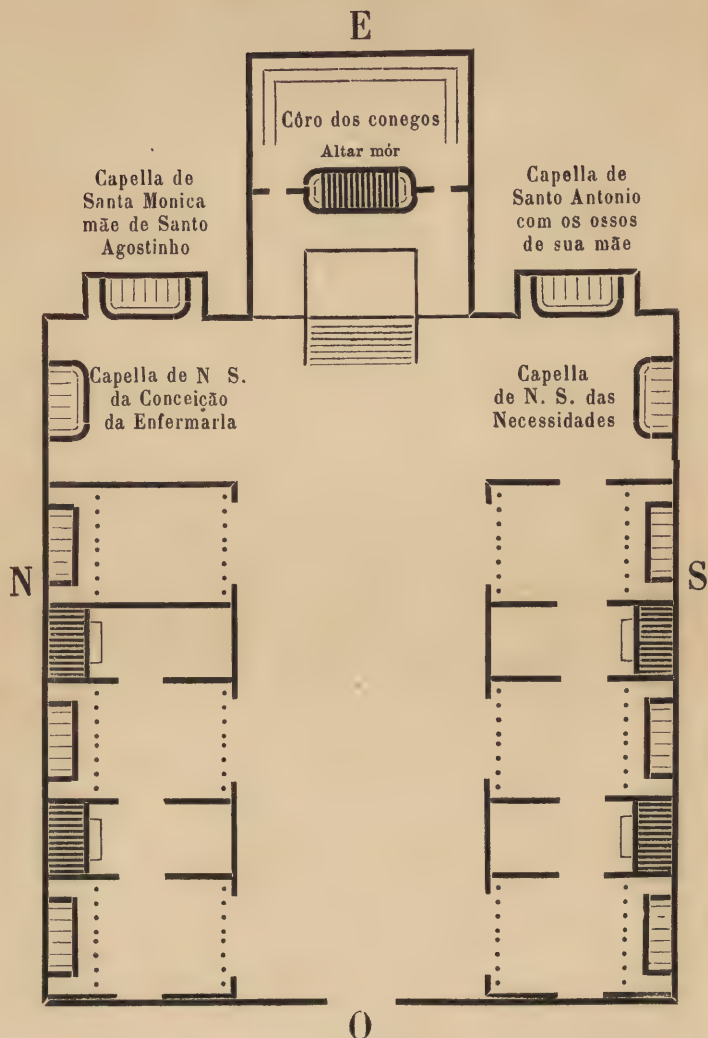 E
Côro dos conegos
Altar mór
Capella de
Santa Monica
mãe de Santo
Agostinho
Capella de
Santo Antonio
com os ossos
de sua mãe
Capella de N S.
da Conceição
da Enfermaria
Capella
de N. S. das
Necessidades
N
S
O